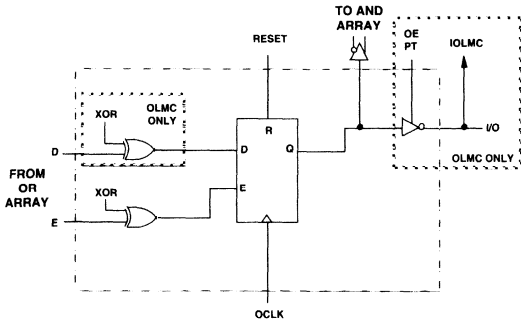 TO AND
ARRAY
OE
PT
IOLMC
RESET
XOR
OLMC
ONLY
D
R
D
Q
I/O
OLMC ONLY
FROM
OR
ARRAY
XOR
E
E
OCLK